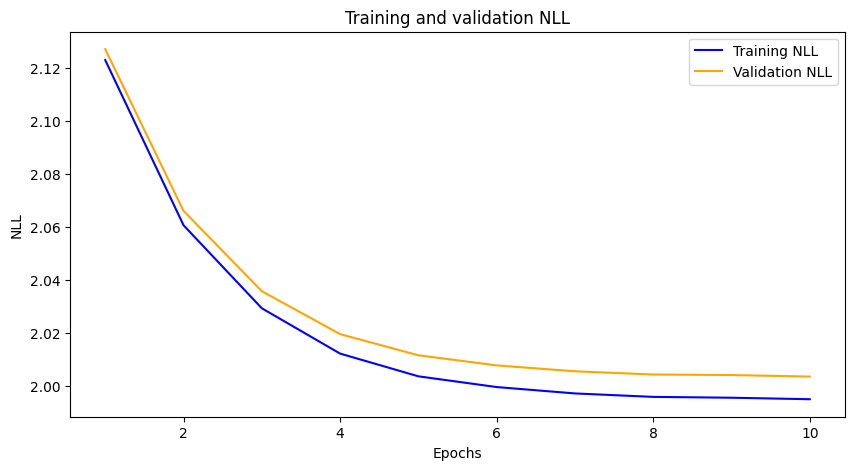 Training and validation NLL
Training NLL
Validation NLL
2.12
2.10
2.08
2.06
2.04
2.02
2.00
NLL
2
4
6
8
10
Epochs